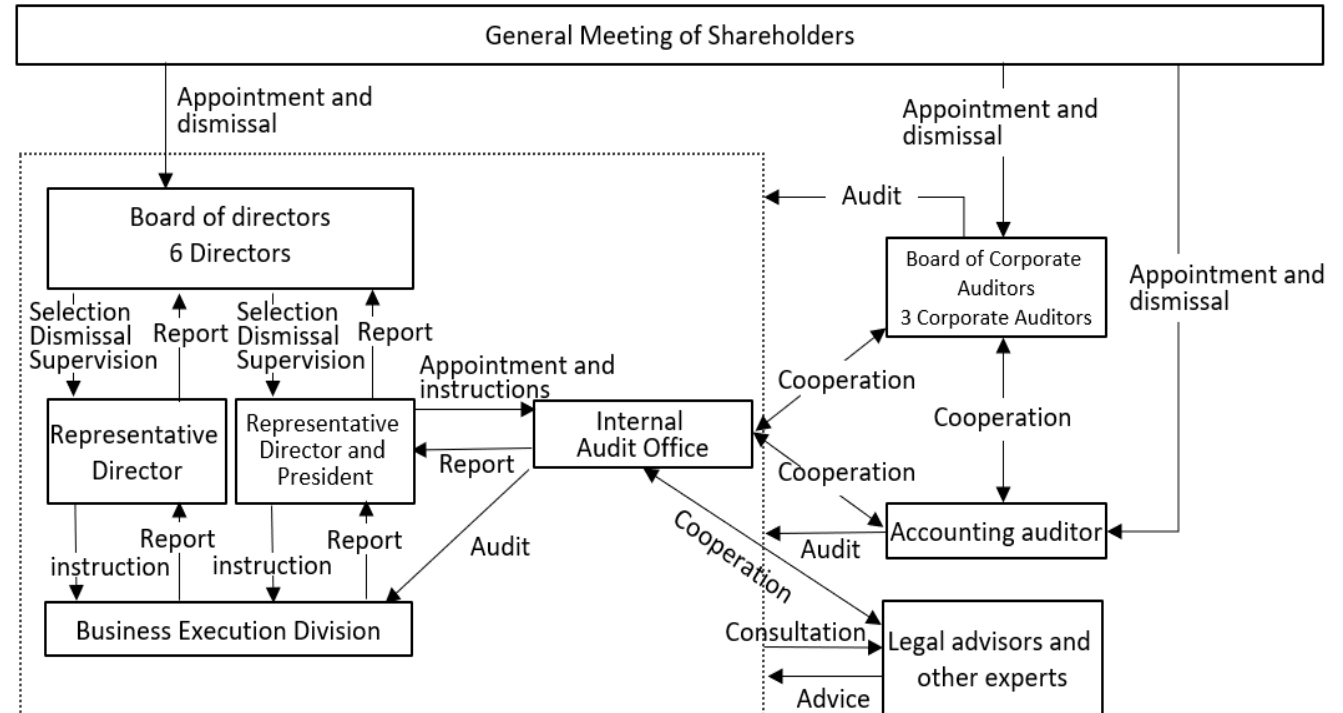 General Meeting of Shareholders
Appointment and
dismissal
Appointment and
dismissal
Appointment and
dismissal
Board of directors
6 Directors
Audit
Board of Corporate
Auditors
3 Corporate Auditors
Selection
Dismissal
Supervision
Report
Selection
Dismissal
Supervision
Report
Appointment and
instructions
Cooperation
Cooperation
Representative
Director
Representative
Director and
President
Internal
Audit Office
Report
Cooperation
Accounting auditor
Audit
instruction
Report
instruction
Report
Audit
Cooperation
Business Execution Division
Consultation
Legal advisors and
other experts
Advice